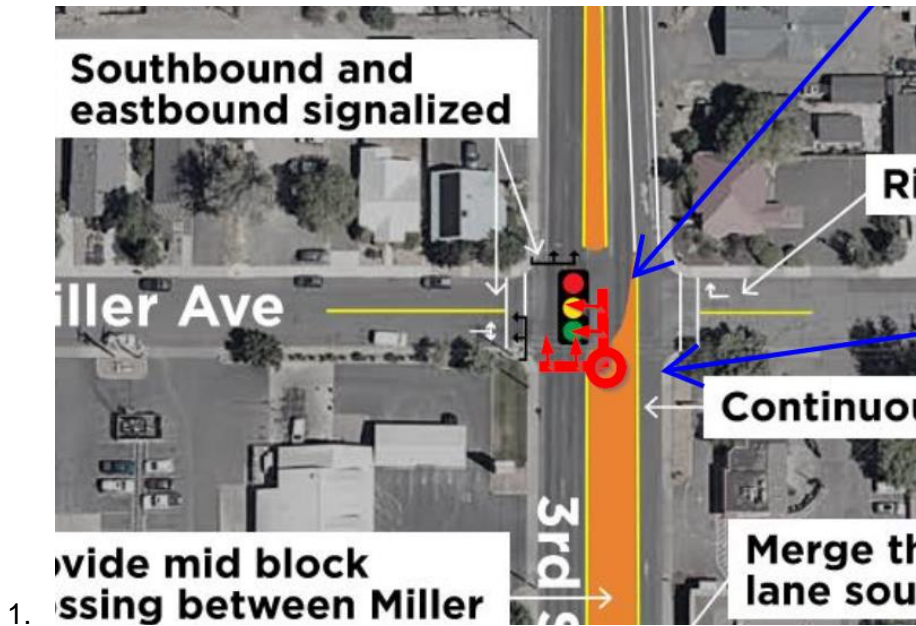 Southbound and
eastbound signalized
Ri
iller Ave
Continuou
3rd S
Merge th
lane sou
ovide mid block
1. ossing between Miller